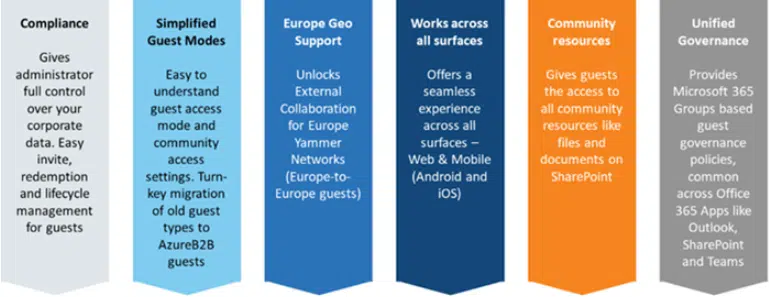 Compliance
Gives
administrator
full control
over your
corporate
data. Easy
invite,
redemption
and lifecycle
management
for guests
Simplified
Guest Modes
Easy to
understand
guest access
mode and
community
access
settings. Turn-
key migration
of old guest
types to
AzureB2B
guests
Europe Geo
Support
Unlocks
External
Collaboration
for Europe
Yammer
Networks
(Europe-to-
Europe guests)
Works across
all surfaces
Offers a
seamless
experience
across all
surfaces –
Web & Mobile
(Android and
iOS)
Community
resources
Gives guests
the access to
all community
resources like
files and
documents on
SharePoint
Unified
Governance
Provides
Microsoft 365
Groups based
guest
governance
policies,
common
across Office
365 Apps like
Outlook,
SharePoint
and Teams